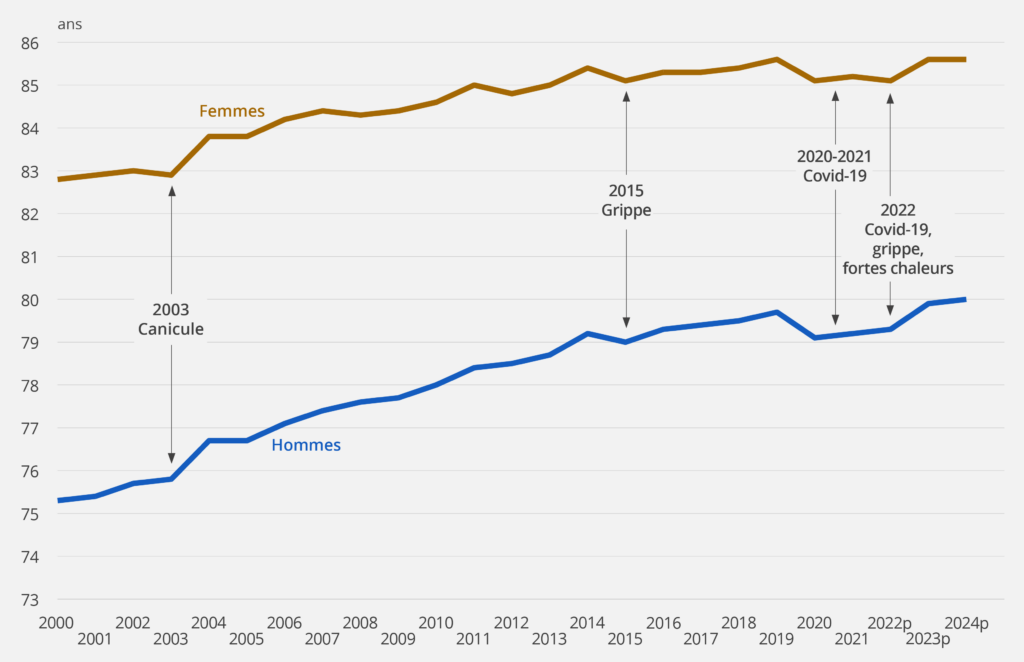 ans
86
85
84
83
82
81
80
79
78
77
76
75
74
73
Femmes
Hommes
2003
Canicule
2015
Grippe
2020-2021
Covid-19
2022
Covid-19,
grippe,
fortes chaleurs
2000 2002 2004 2006 2008 2010 2012 2014 2016 2018 2020 2022p 2024p
2001 2003 2005 2007 2009 2011 2013 2015 2017 2019 2021 2023p